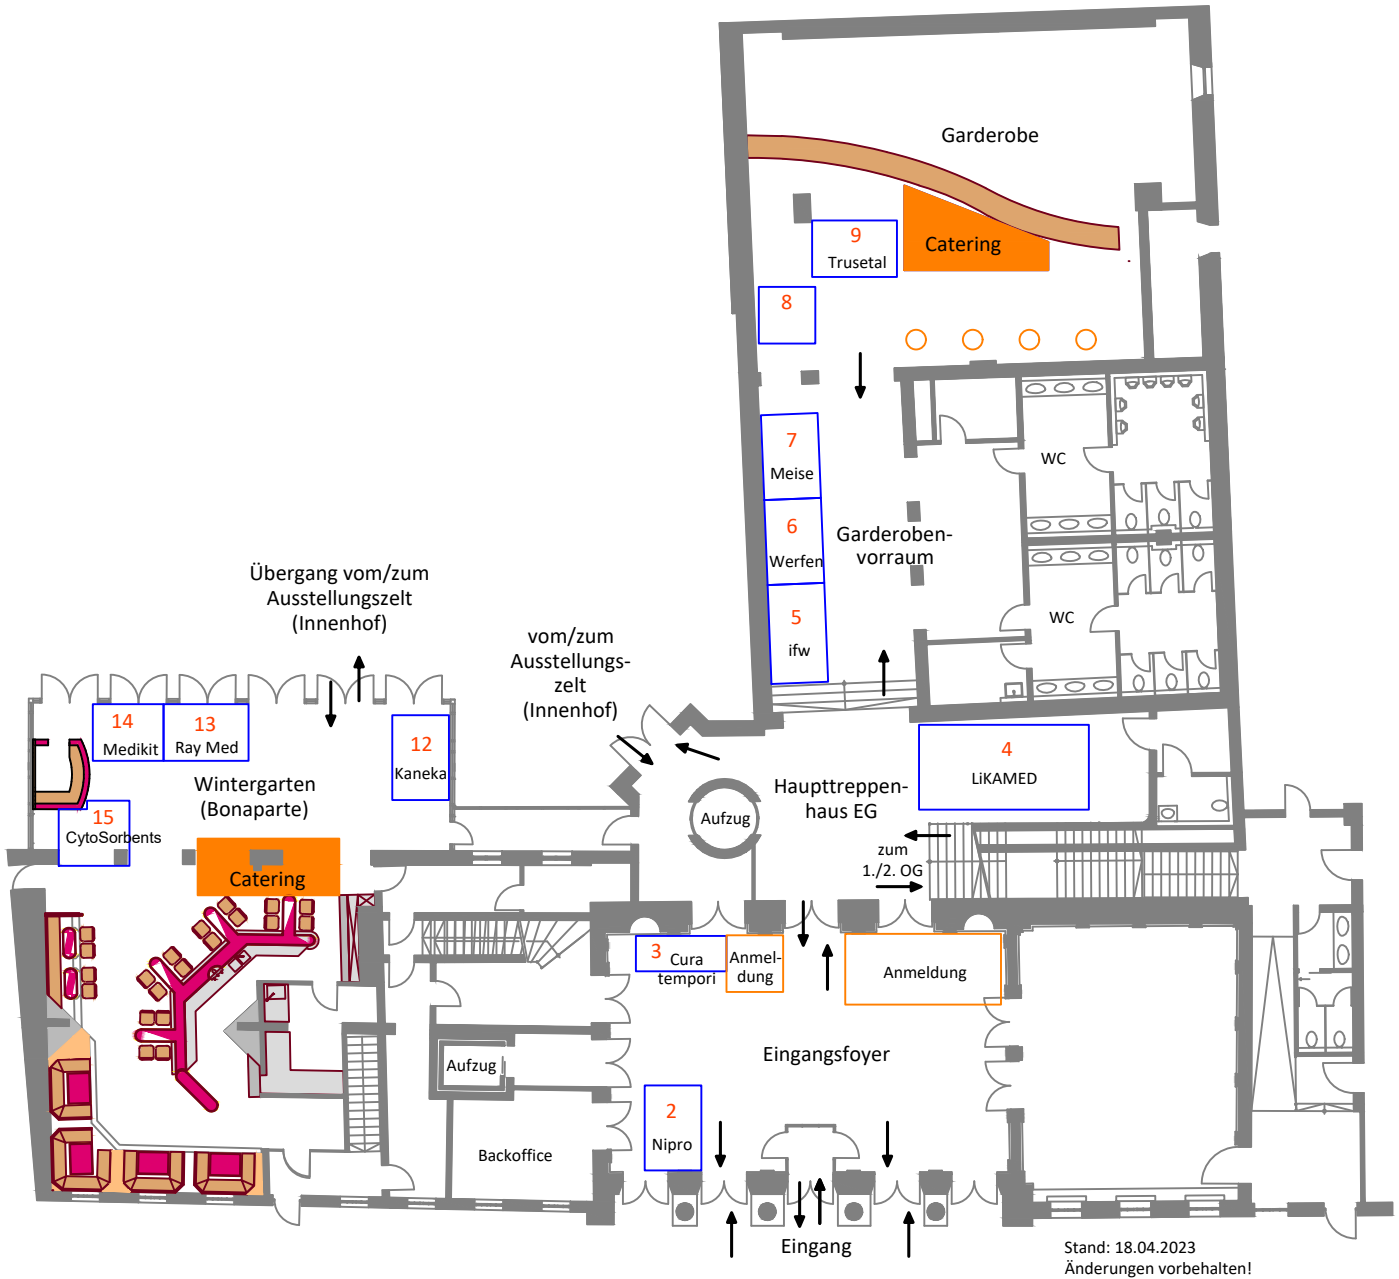 Garderobe
9
Trusetal
Catering
8
7
Meise
6
Werfen
5
ifw
Garderoben-
vorraum
WC
WC
Übergang vom/zum
Ausstellungszelt
(Innenhof)
vom/zum
Ausstellungs-
zelt
(Innenhof)
14
Medikit
13
Ray Med
12
Kaneka
15
CytoSorbents
Wintergarten
(Bonaparte)
Catering
Aufzug
Haupttreppen-
haus EG
4
LiKAMED
zum
1./2. OG
3
Cura
tempori
Anmel-
dung
Anmeldung
Eingangsfoyer
Aufzug
2
Nipro
Backoffice
Eingang
Stand: 18.04.2023
Änderungen vorbehalten!